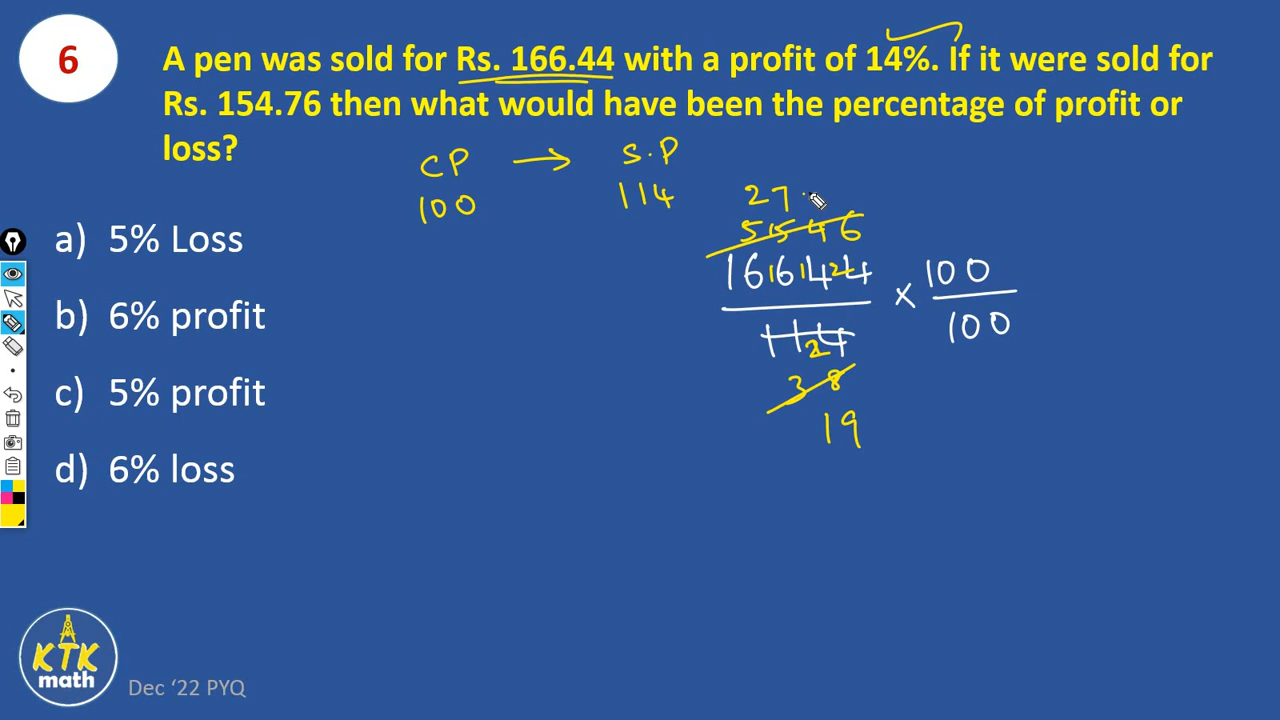 6
A pen was sold for Rs. 166.44 with a profit of 14%. If it were sold for
Rs. 154.76 then what would have been the percentage of profit or
loss?
CP → S.P
100 114
27
5546
16644 × 100
114 100
2
38
19
a) 5% Loss
b) 6% profit
c) 5% profit
d) 6% loss
KTK
math
Dec ‘22 PYQ